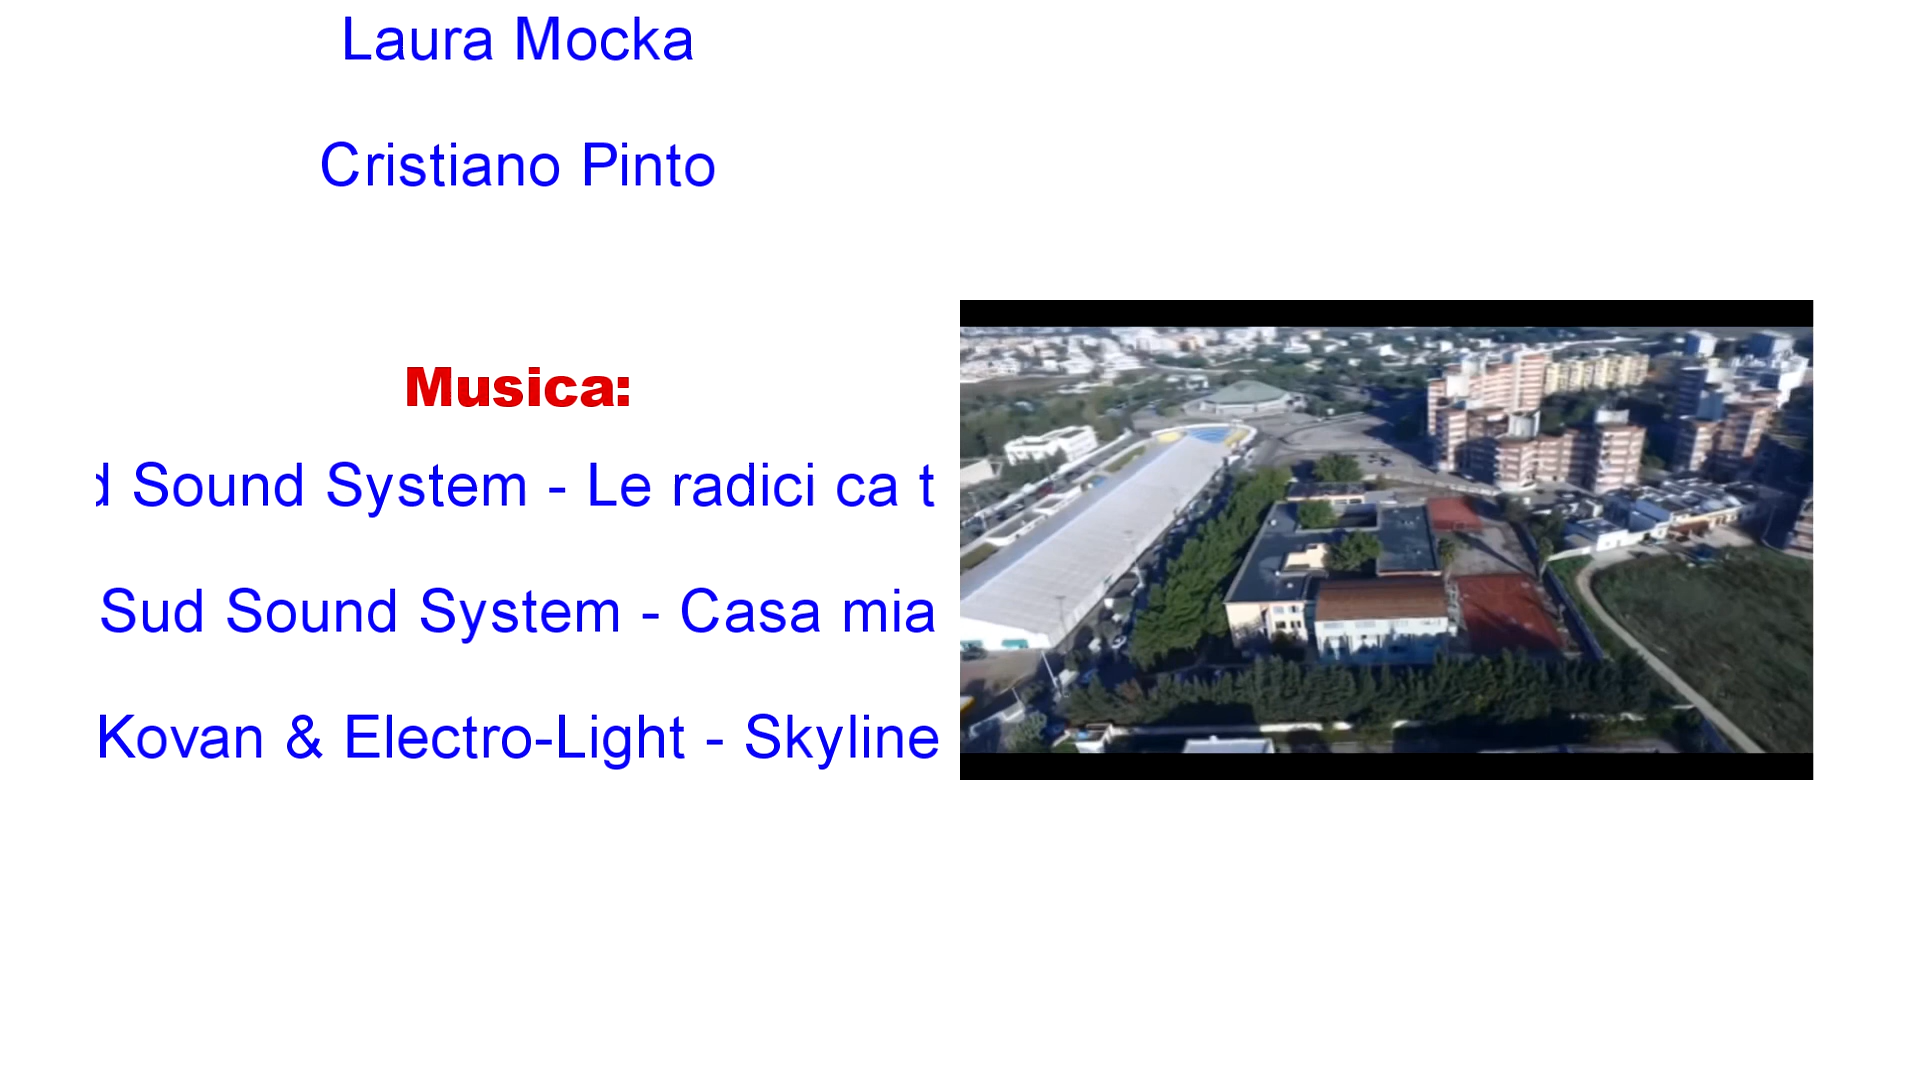 Laura Mocka
Cristiano Pinto
Musica:
d Sound System - Le radici ca t
Sud Sound System - Casa mia
Kovan & Electro-Light - Skyline